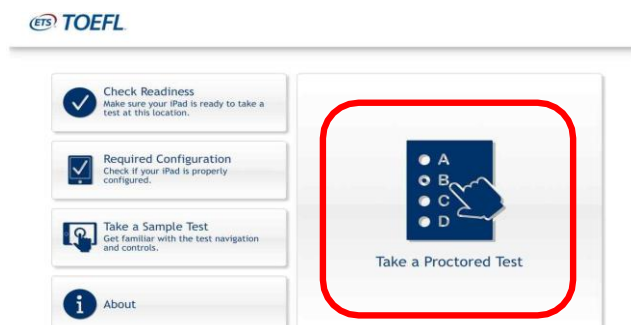 ETS TOEFL
Check Readiness
Make sure your iPad is ready to take a
test at this location.
Required Configuration
Check if your iPad is properly
configured.
Take a Sample Test
Get familiar with the test navigation
and controls.
i About
A
B
C
D
Take a Proctored Test